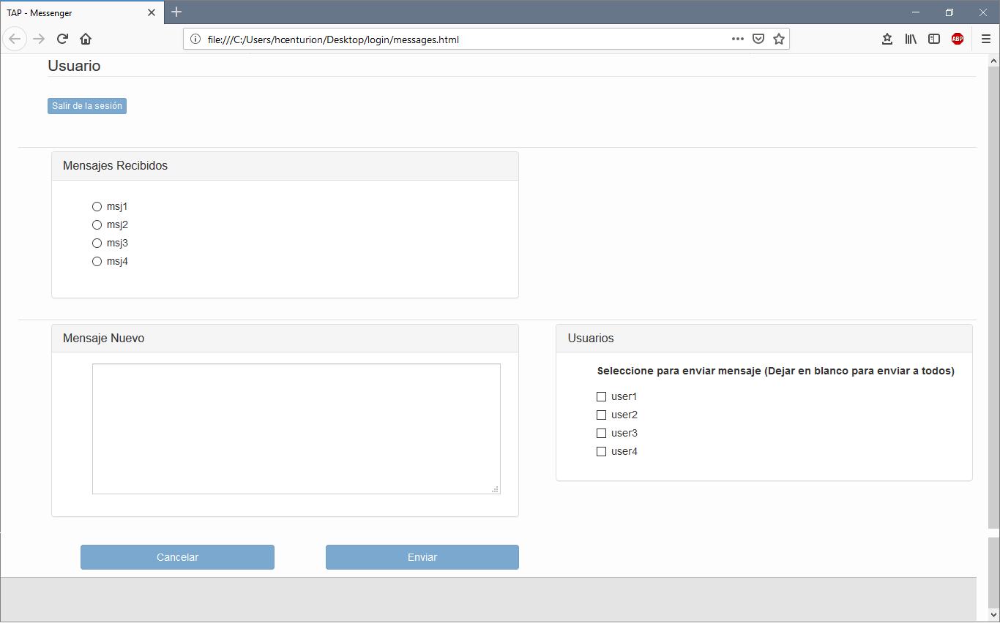 TAP - Messenger
file:///C:/Users/hcenturion/Desktop/login/messages.html
ABP
Usuario
Salir de la sesión
Mensajes Recibidos
msj1
msj2
msj3
msj4
Mensaje Nuevo
Usuarios
Seleccione para enviar mensaje (Dejar en blanco para enviar a todos)
user1
user2
user3
user4
Cancelar
Enviar